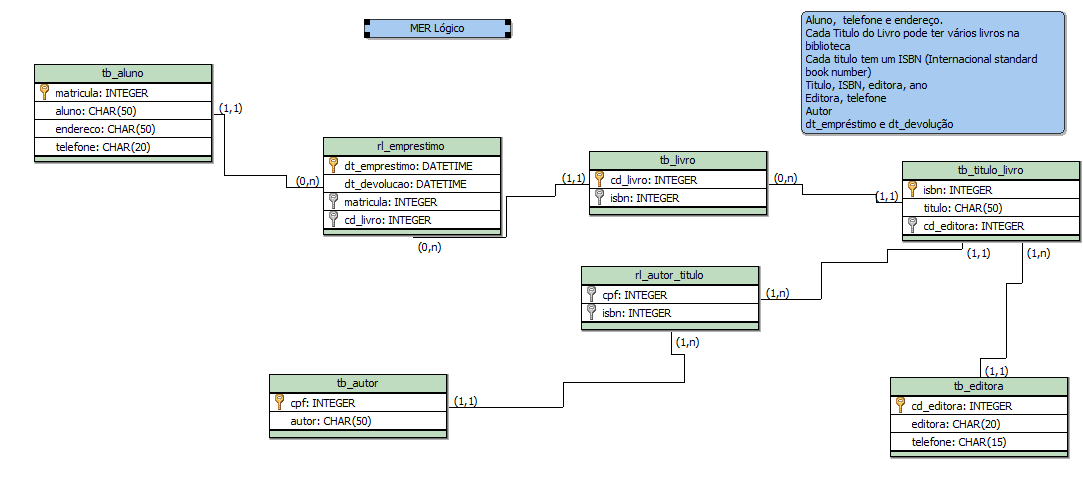 MER Lógico
Aluno, telefone e endereço.
Cada Titulo do Livro pode ter vários livros na
biblioteca
Cada titulo tem um ISBN (Internacional standard
book number)
Titulo, ISBN, editora, ano
Editora, telefone
Autor
dt_empréstimo e dt_devolução
tb_aluno
matricula: INTEGER
aluno: CHAR(50)
endereco: CHAR(50)
telefone: CHAR(20)
(1,1)
(0,n)
rl_emprestimo
dt_emprestimo: DATETIME
dt_devolucao: DATETIME
matricula: INTEGER
cd_livro: INTEGER
(0,n)
(1,1)
tb_livro
cd_livro: INTEGER
isbn: INTEGER
(0,n)
(1,1)
tb_titulo_livro
isbn: INTEGER
titulo: CHAR(50)
cd_editora: INTEGER
(1,1)
(1,n)
rl_autor_titulo
cpf: INTEGER
isbn: INTEGER
(1,n)
(1,n)
tb_autor
cpf: INTEGER
autor: CHAR(50)
(1,1)
(1,1)
tb_editora
cd_editora: INTEGER
editora: CHAR(20)
telefone: CHAR(15)